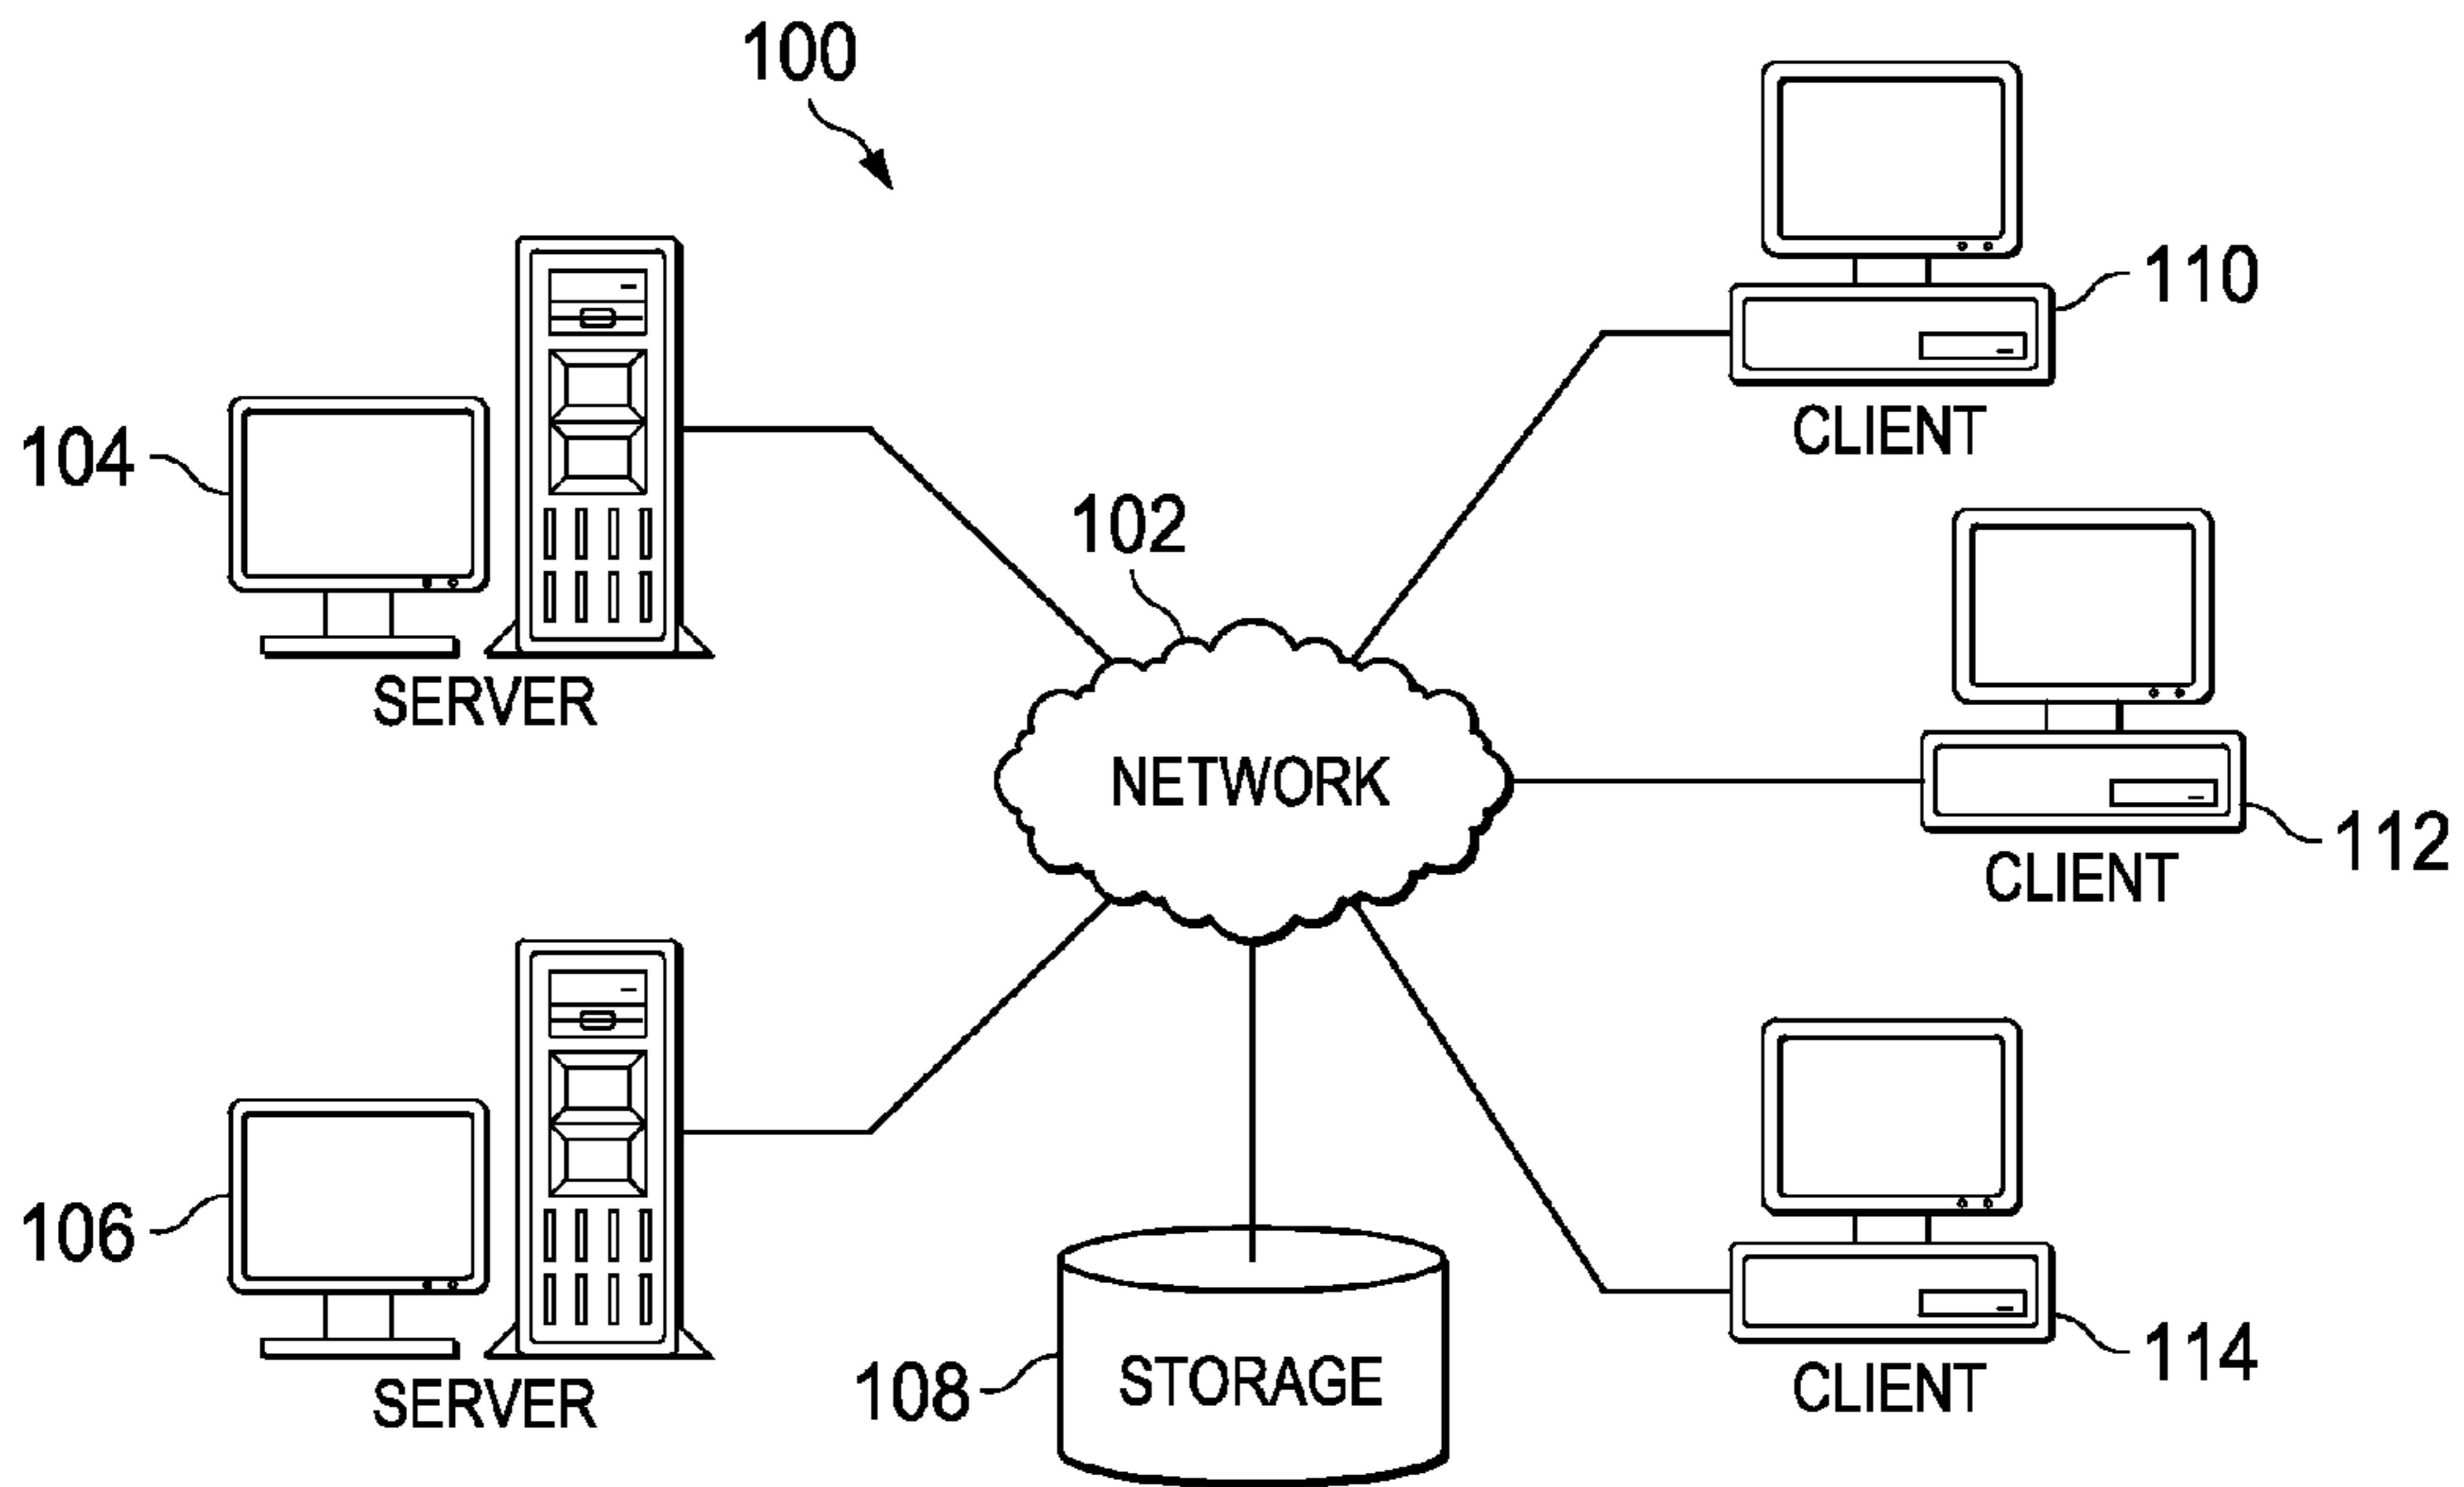 100
110
CLIENT
104
SERVER
102
NETWORK
112
CLIENT
106
SERVER
108
STORAGE
114
CLIENT